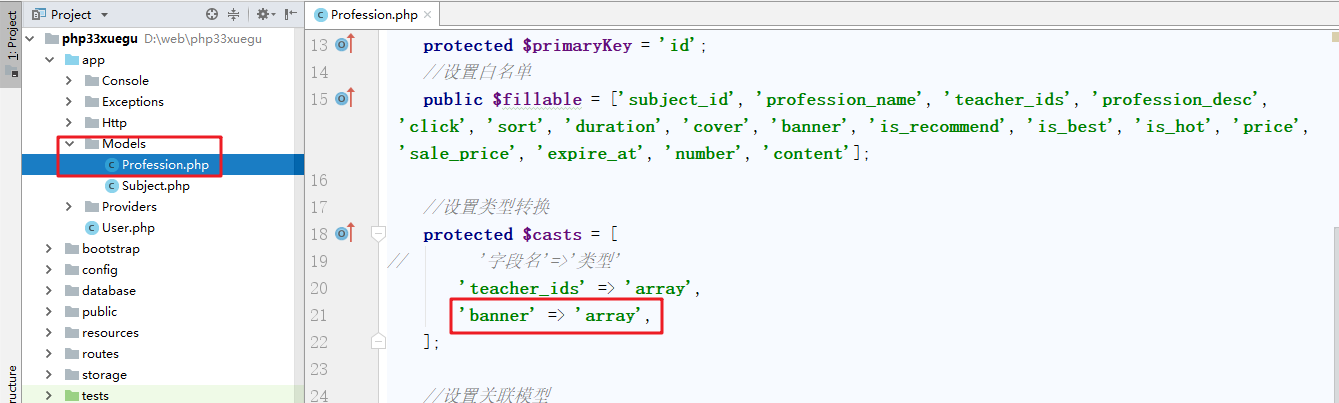 1: Project
ructure
Project
php33xuegu D:\web\php33xuegu
app
Console
Exceptions
Http
Models
Profession.php
Subject.php
Providers
User.php
bootstrap
config
database
public
resources
routes
storage
tests
Profession.php
13 protected $primaryKey = 'id';
14 //设置白名单
15 public $fillable = ['subject_id', 'profession_name', 'teacher_ids', 'profession_desc',
'click', 'sort', 'duration', 'cover', 'banner', 'is_recommend', 'is_best', 'is_hot', 'price',
'sale_price', 'expire_at', 'number', 'content'];
16
17 //设置类型转换
18 protected $casts = [
19 // '字段名'=>'类型'
20 'teacher_ids' => 'array',
21 'banner' => 'array',
22 ];
23
24 //设置关联模型